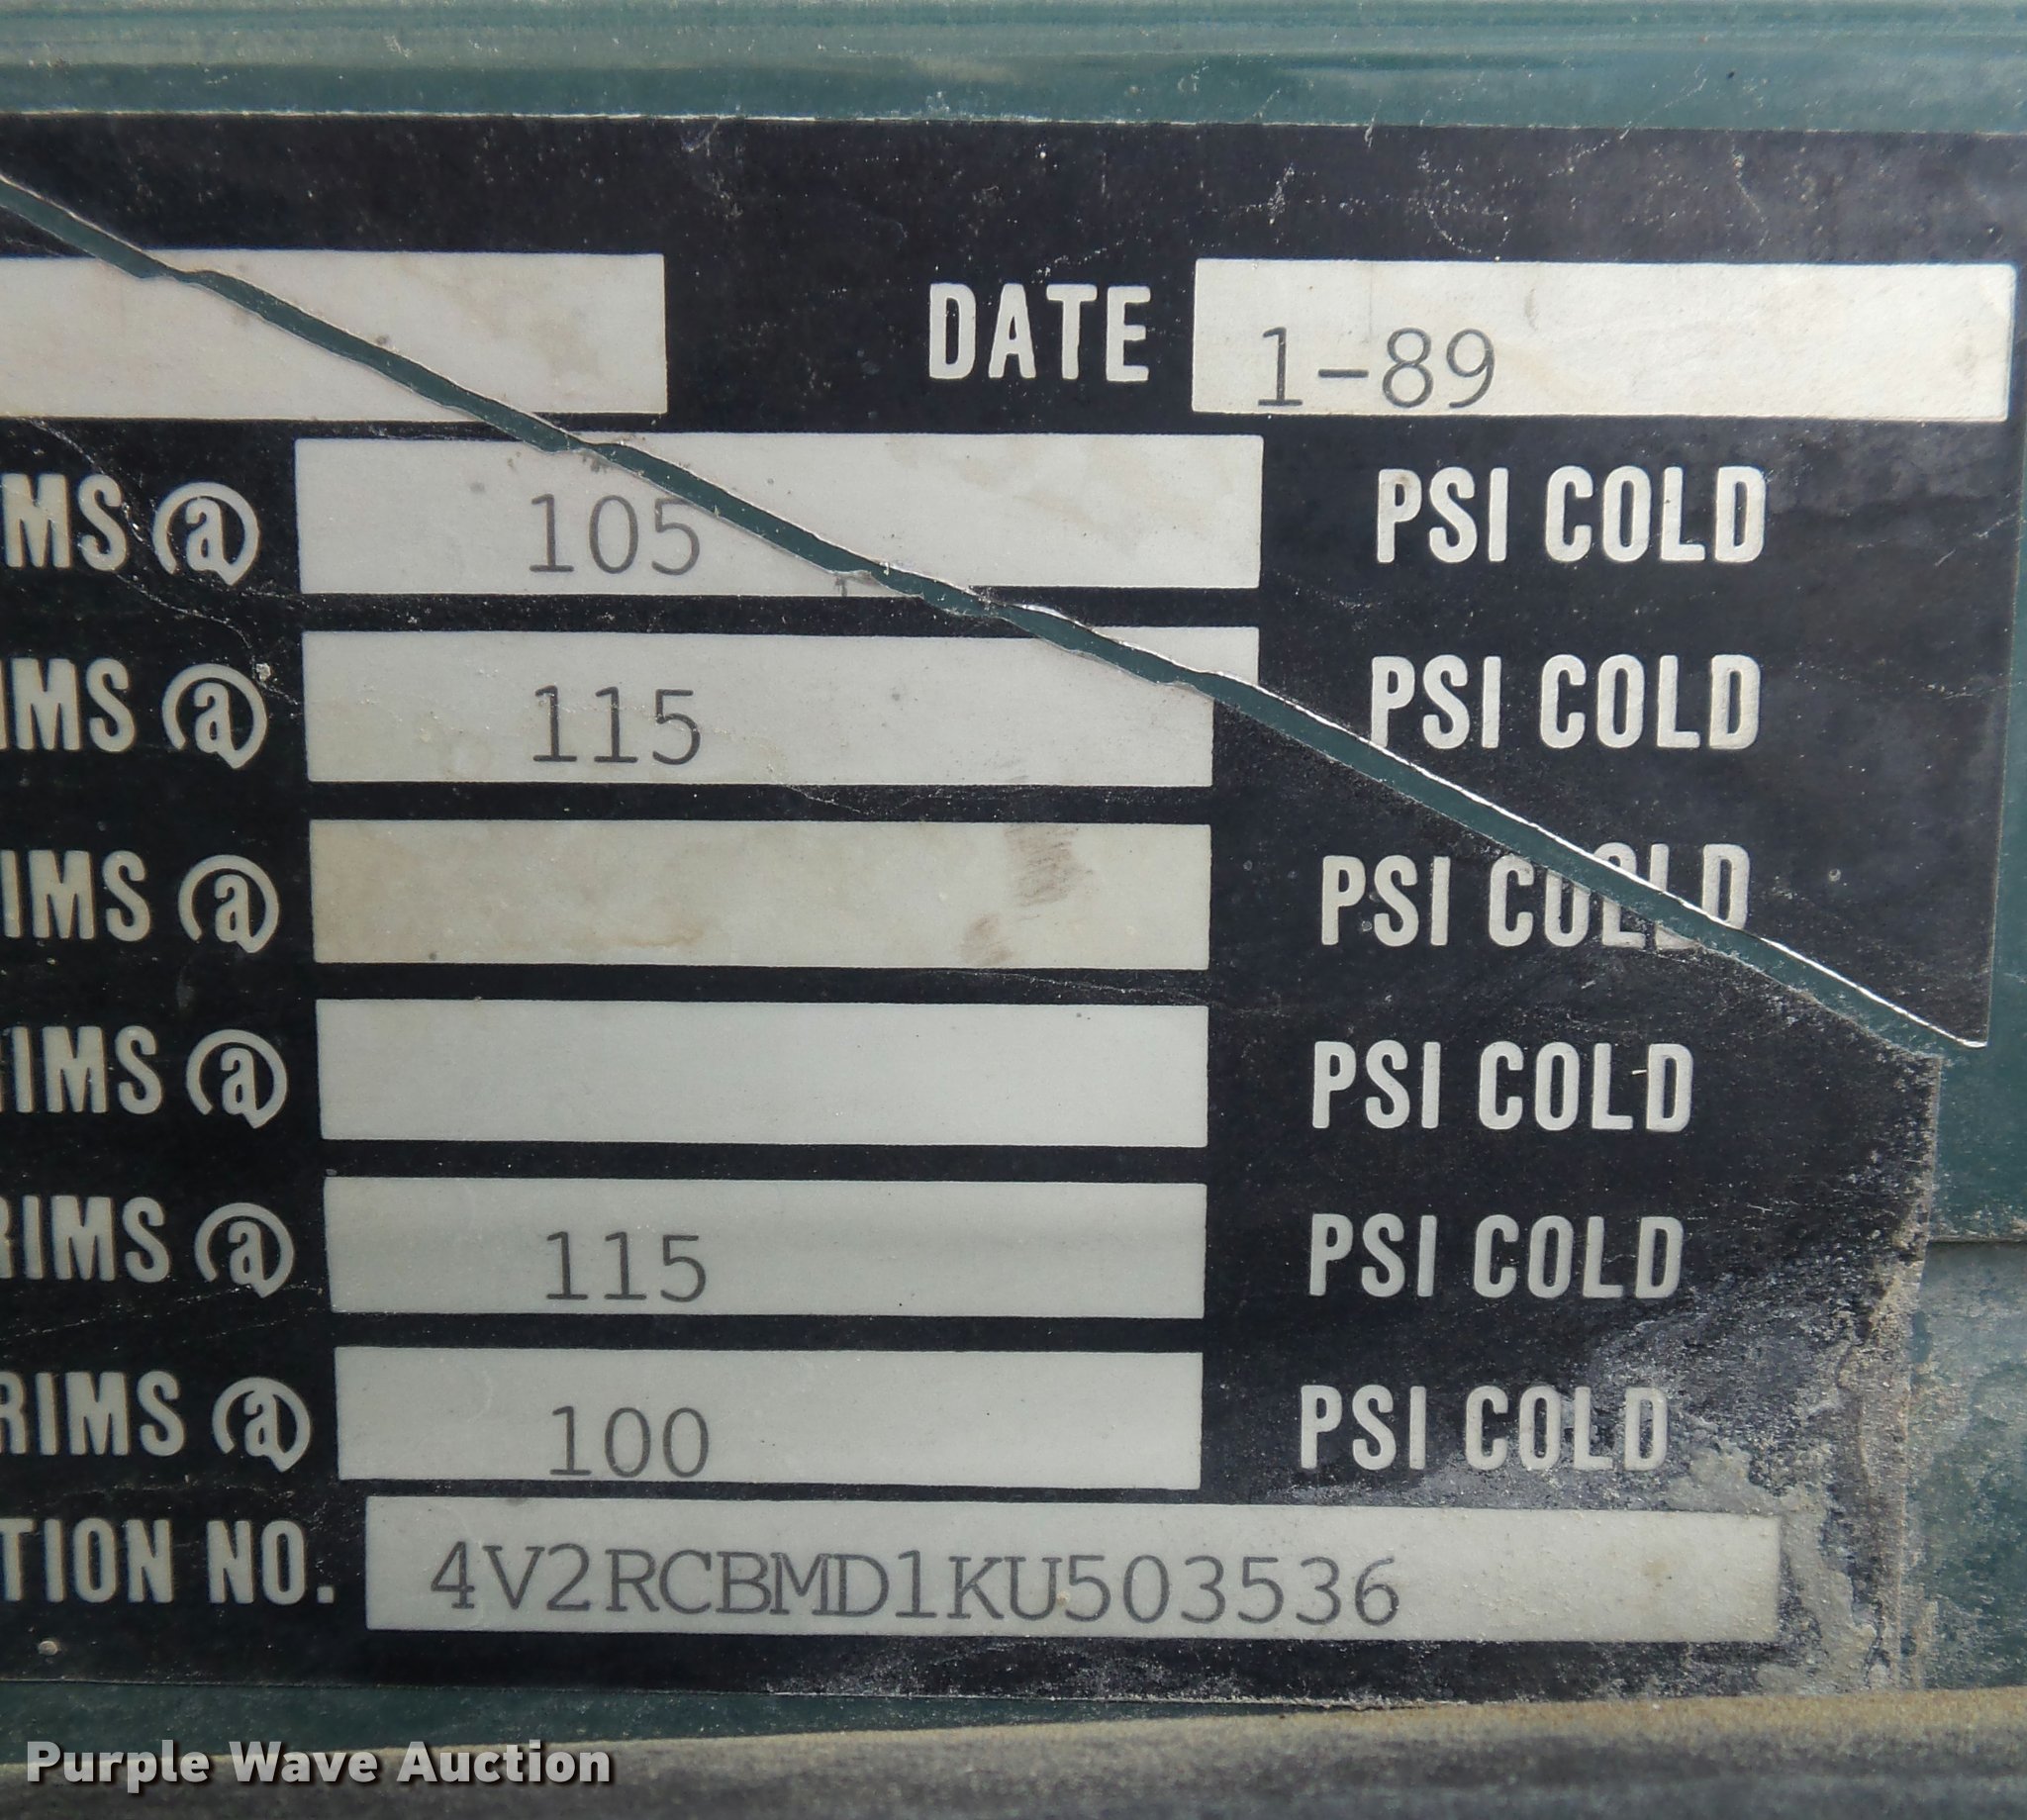 DATE 1-89
IMS @ 105 PSI COLD
IMS @ 115 PSI COLD
IMS @ PSI COLD
IMS @ PSI COLD
RIMS @ 115 PSI COLD
RIMS @ 100 PSI COLD
TION NO. 4V2RCBMD1KU503536
Purple Wave Auction